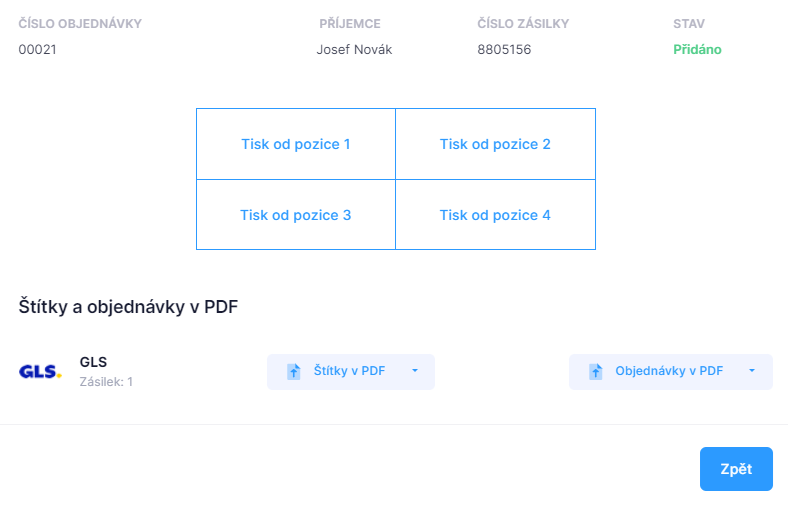 ČÍSLO OBJEDNÁVKY PŘÍJEMCE ČÍSLO ZÁSILKY STAV
00021 Josef Novák 8805156 Přidáno
Tisk od pozice 1 Tisk od pozice 2
Tisk od pozice 3 Tisk od pozice 4
Štítky a objednávky v PDF
GLS. GLS
Zásilek: 1
Štítky v PDF Objednávky v PDF
Zpět